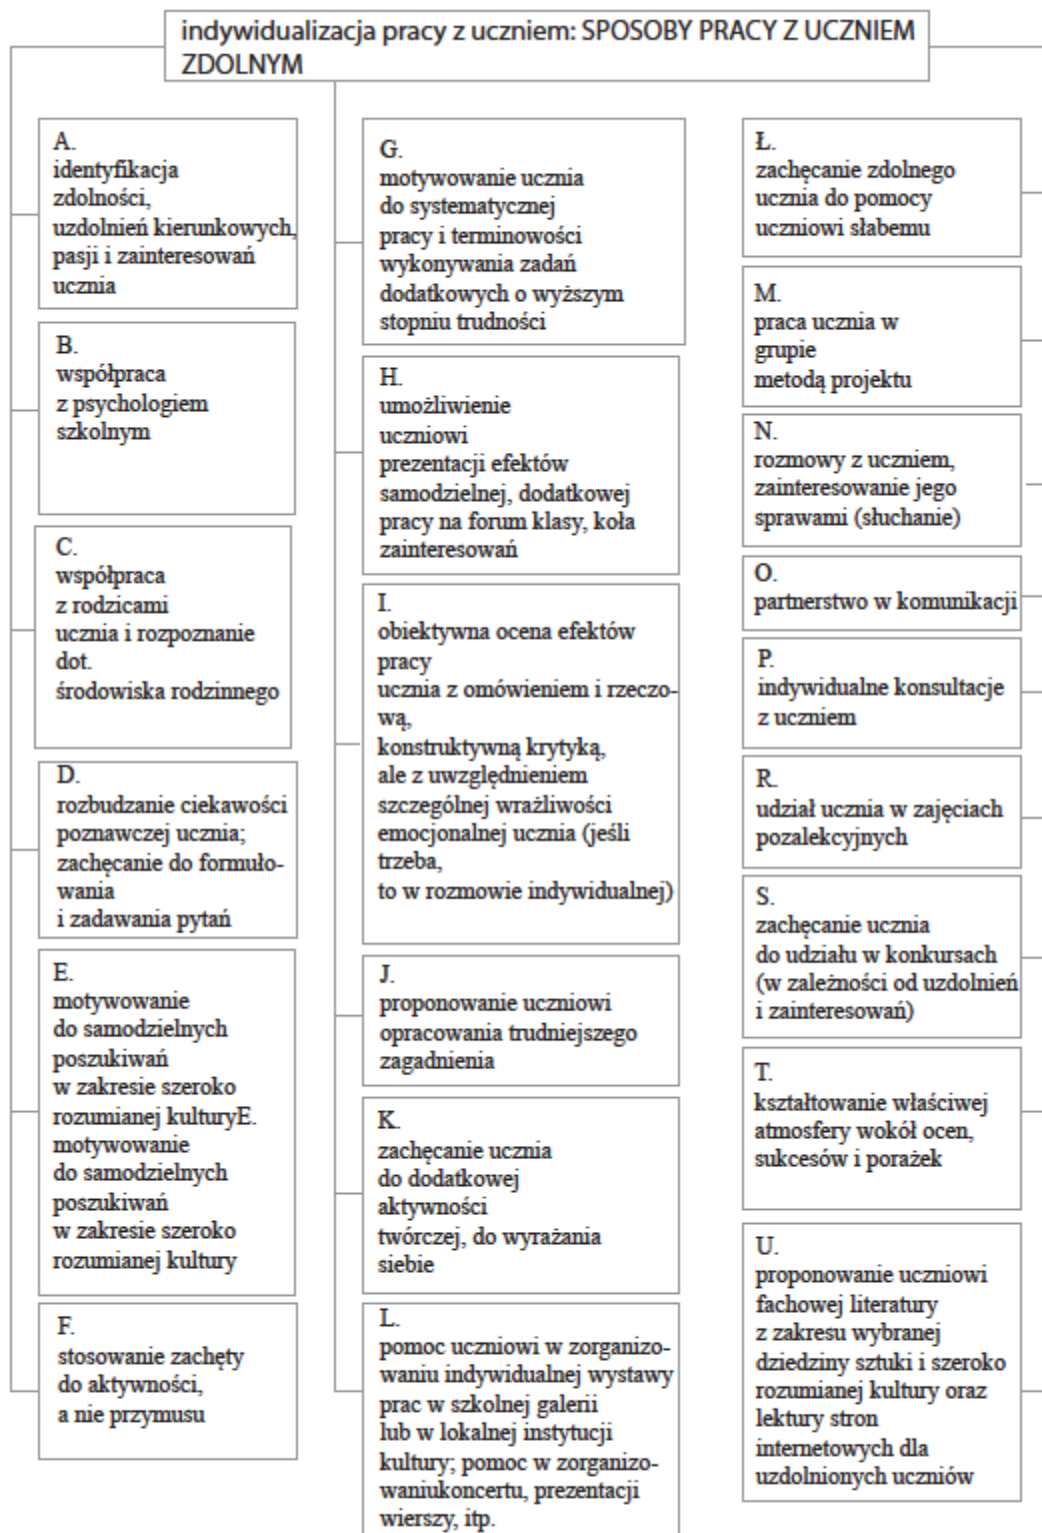 indywidualizacja pracy z uczniem: SPOSOBY PRACY Z UCZNIEM
ZDOLNYM
A.
identyfikacja
zdolności,
uzdolnień kierunkowych,
pasji i zainteresowań
ucznia
B.
współpraca
z psychologiem
szkolnym
C.
współpraca
z rodzicami
ucznia i rozpoznanie
dot.
środowiska rodzinnego
D.
rozbudzanie ciekawości
poznawczej ucznia;
zachęcanie do formuło-
wania
i zadawania pytań
E.
motywowanie
do samodzielnych
poszukiwań
w zakresie szeroko
rozumianej kulturyE.
motywowanie
do samodzielnych
poszukiwań
w zakresie szeroko
rozumianej kultury
F.
stosowanie zachęty
do aktywności,
a nie przymusu
G.
motywowanie ucznia
do systematycznej
pracy i terminowości
wykonywania zadań
dodatkowych o wyższym
stopniu trudności
H.
umożliwienie
uczniowi
prezentacji efektów
samodzielnej, dodatkowej
pracy na forum klasy, koła
zainteresowań
I.
obiektywna ocena efektów
pracy
ucznia z omówieniem i rzeczo-
wą,
konstruktywną krytyką,
ale z uwzględnieniem
szczególnej wrażliwości
emocjonalnej ucznia (jeśli
trzeba,
to w rozmowie indywidualnej)
J.
proponowanie uczniowi
opracowania trudniejszego
zagadnienia
K.
zachęcanie ucznia
do dodatkowej
aktywności
twórczej, do wyrażania
siebie
L.
pomoc uczniowi w zorganizo-
waniu indywidualnej wystawy
prac w szkolnej galerii
lub w lokalnej instytucji
kultury; pomoc w zorganizo-
waniukoncertu, prezentacji
wierszy, itp.
Ł.
zachęcanie zdolnego
ucznia do pomocy
uczniowi słabemu
M.
praca ucznia w
grupie
metodą projektu
N.
rozmowy z uczniem,
zainteresowanie jego
sprawami (słuchanie)
O.
partnerstwo w komunikacji
P.
indywidualne konsultacje
z uczniem
R.
udział ucznia w zajęciach
pozalekcyjnych
S.
zachęcanie ucznia
do udziału w konkursach
(w zależności od uzdolnień
i zainteresowań)
T.
kształtowanie właściwej
atmosfery wokół ocen,
sukcesów i porażek
U.
proponowanie uczniowi
fachowej literatury
z zakresu wybranej
dziedziny sztuki i szeroko
rozumianej kultury oraz
lektury stron
internetowych dla
uzdolnionych uczniów